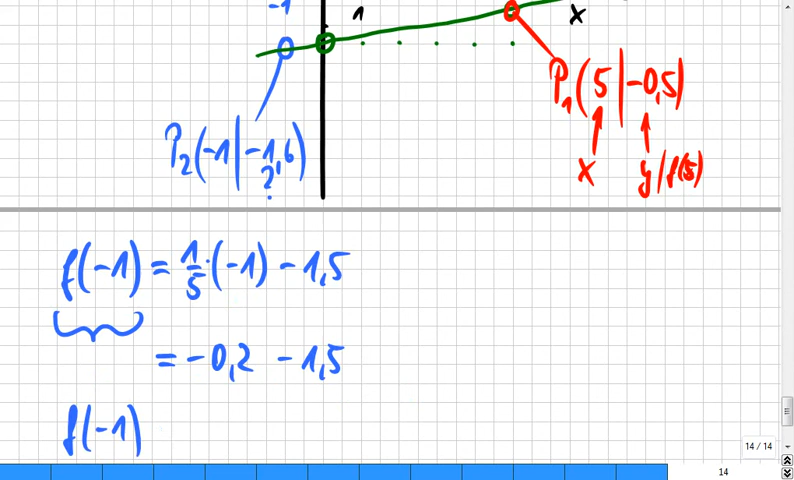 -1
1
x
P₁(5|-0,5)
x
y/f(5)
P₂(-1|-1,6)
2
f(-1) = 1/5 · (-1) - 1,5
= -0,2 - 1,5
f(-1)
14 / 14
14